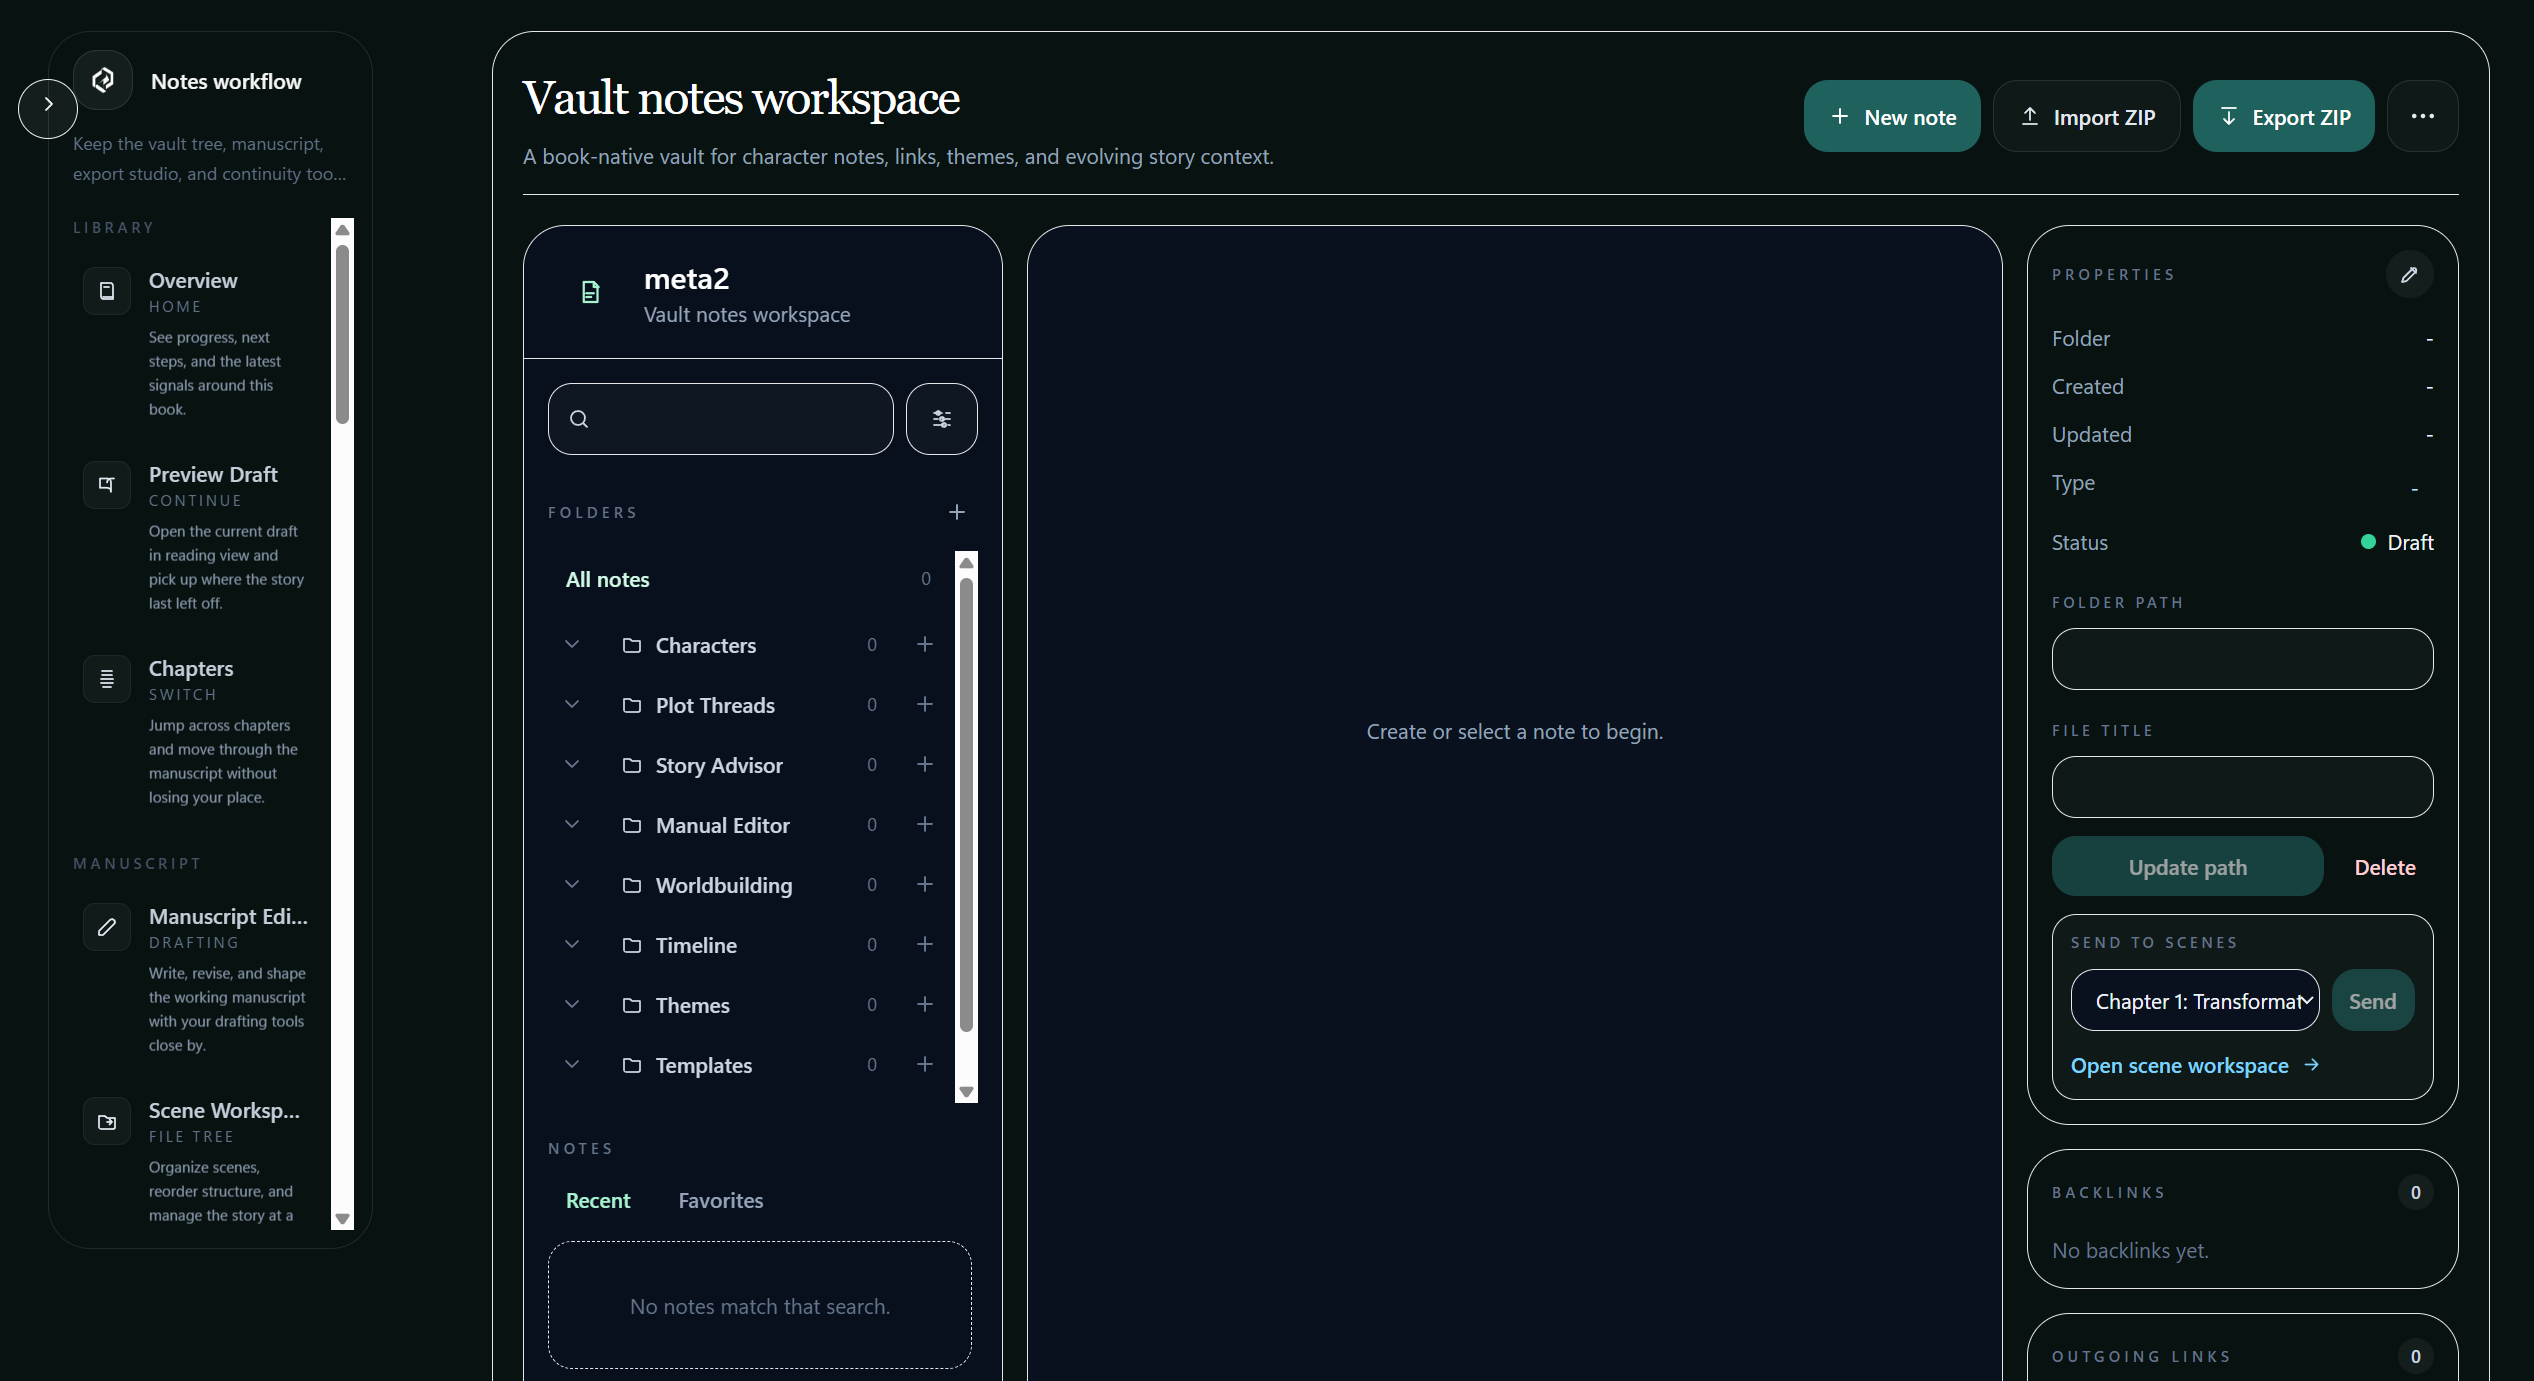 Notes workflow
Keep the vault tree, manuscript,
export studio, and continuity too...
LIBRARY
Overview
HOME
See progress, next
steps, and the latest
signals around this
book.
Preview Draft
CONTINUE
Open the current draft
in reading view and
pick up where the story
last left off.
Chapters
SWITCH
Jump across chapters
and move through the
manuscript without
losing your place.
MANUSCRIPT
Manuscript Edi...
DRAFTING
Write, revise, and shape
the working manuscript
with your drafting tools
close by.
Scene Worksp...
FILE TREE
Organize scenes,
reorder structure, and
manage the story at a
Vault notes workspace
A book-native vault for character notes, links, themes, and evolving story context.
New note
Import ZIP
Export ZIP
meta2
Vault notes workspace
FOLDERS
All notes 0
Characters 0
Plot Threads 0
Story Advisor 0
Manual Editor 0
Worldbuilding 0
Timeline 0
Themes 0
Templates 0
NOTES
Recent Favorites
No notes match that search.
Create or select a note to begin.
PROPERTIES
Folder -
Created -
Updated -
Type -
Status Draft
FOLDER PATH
FILE TITLE
Update path Delete
SEND TO SCENES
Chapter 1: Transformat Send
Open scene workspace →
BACKLINKS 0
No backlinks yet.
OUTGOING LINKS 0